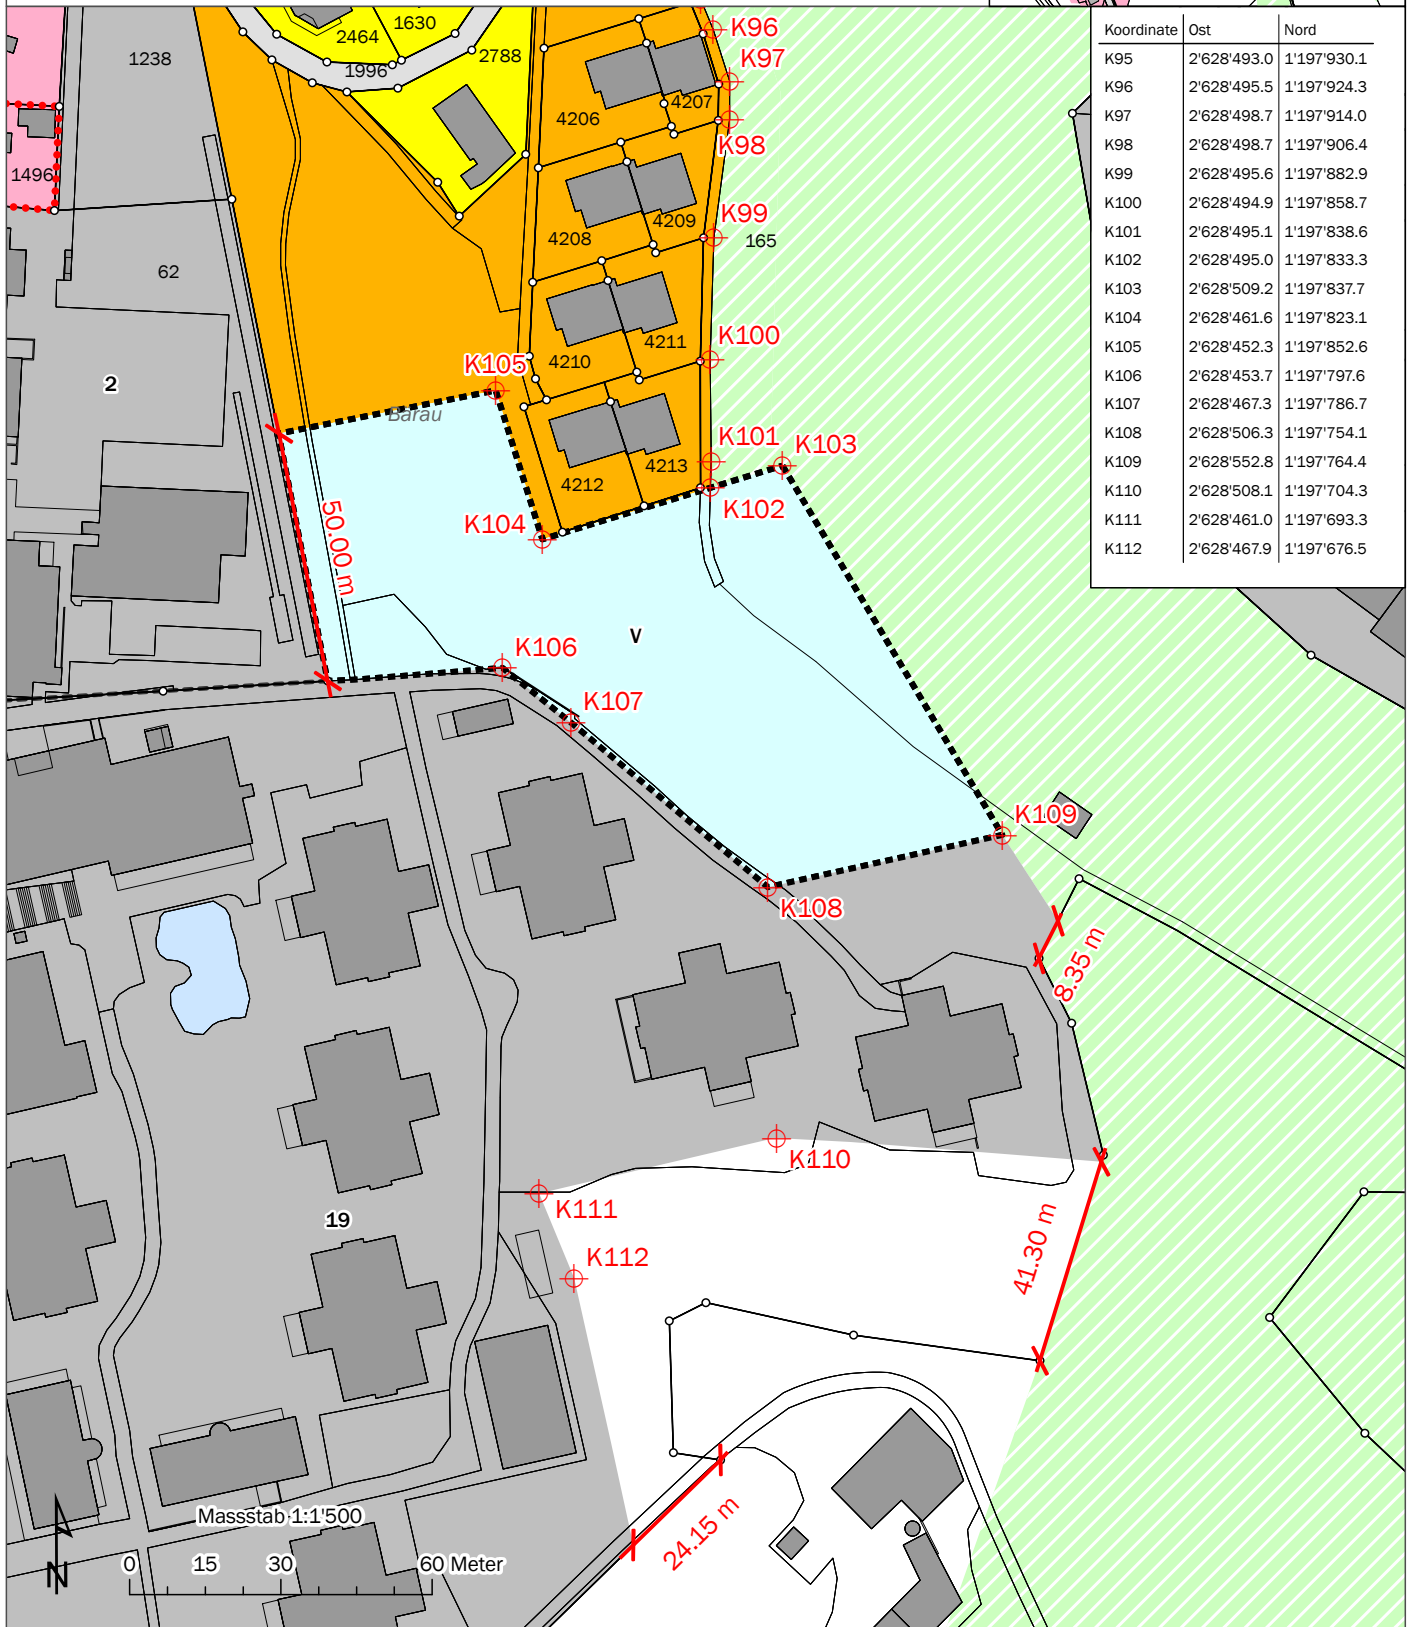 Koordinate Ost Nord
K95 2'628'493.0 1'197'930.1
K96 2'628'495.5 1'197'924.3
K97 2'628'498.7 1'197'914.0
K98 2'628'498.7 1'197'906.4
K99 2'628'495.6 1'197'882.9
K100 2'628'494.9 1'197'858.7
K101 2'628'495.1 1'197'838.6
K102 2'628'495.0 1'197'833.3
K103 2'628'509.2 1'197'837.7
K104 2'628'461.6 1'197'823.1
K105 2'628'452.3 1'197'852.6
K106 2'628'453.7 1'197'797.6
K107 2'628'467.3 1'197'786.7
K108 2'628'506.3 1'197'754.1
K109 2'628'552.8 1'197'764.4
K110 2'628'508.1 1'197'704.3
K111 2'628'461.0 1'197'693.3
K112 2'628'467.9 1'197'676.5
1630
2464
1996
2788
1238
K96
K97
4206
4207
K98
1496
4208
4209
K99
165
62
4210
4211
K100
K105
2
Barau
K101
K103
4212
4213
K102
K104
50.00 m
V
K106
K107
K109
K108
8.35 m
K110
K111
19
K112
41.30 m
24.15 m
Massstab 1:1'500
0 15 30 60 Meter
N